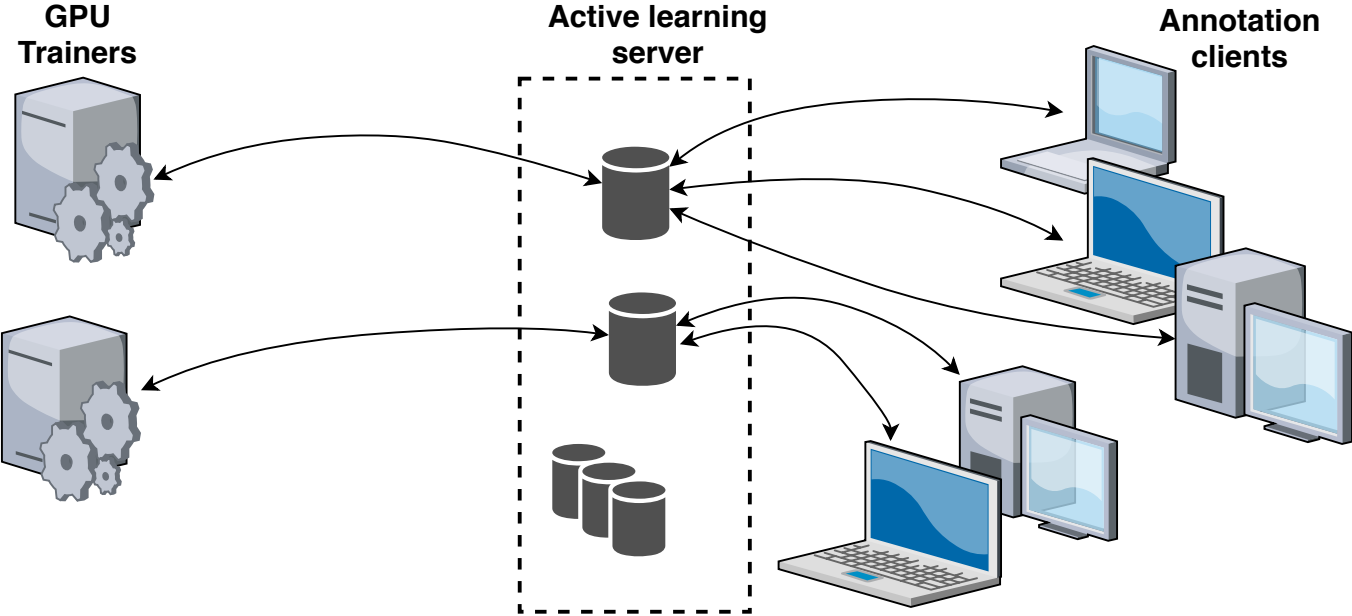 GPU
Trainers
Active learning
server
Annotation
clients